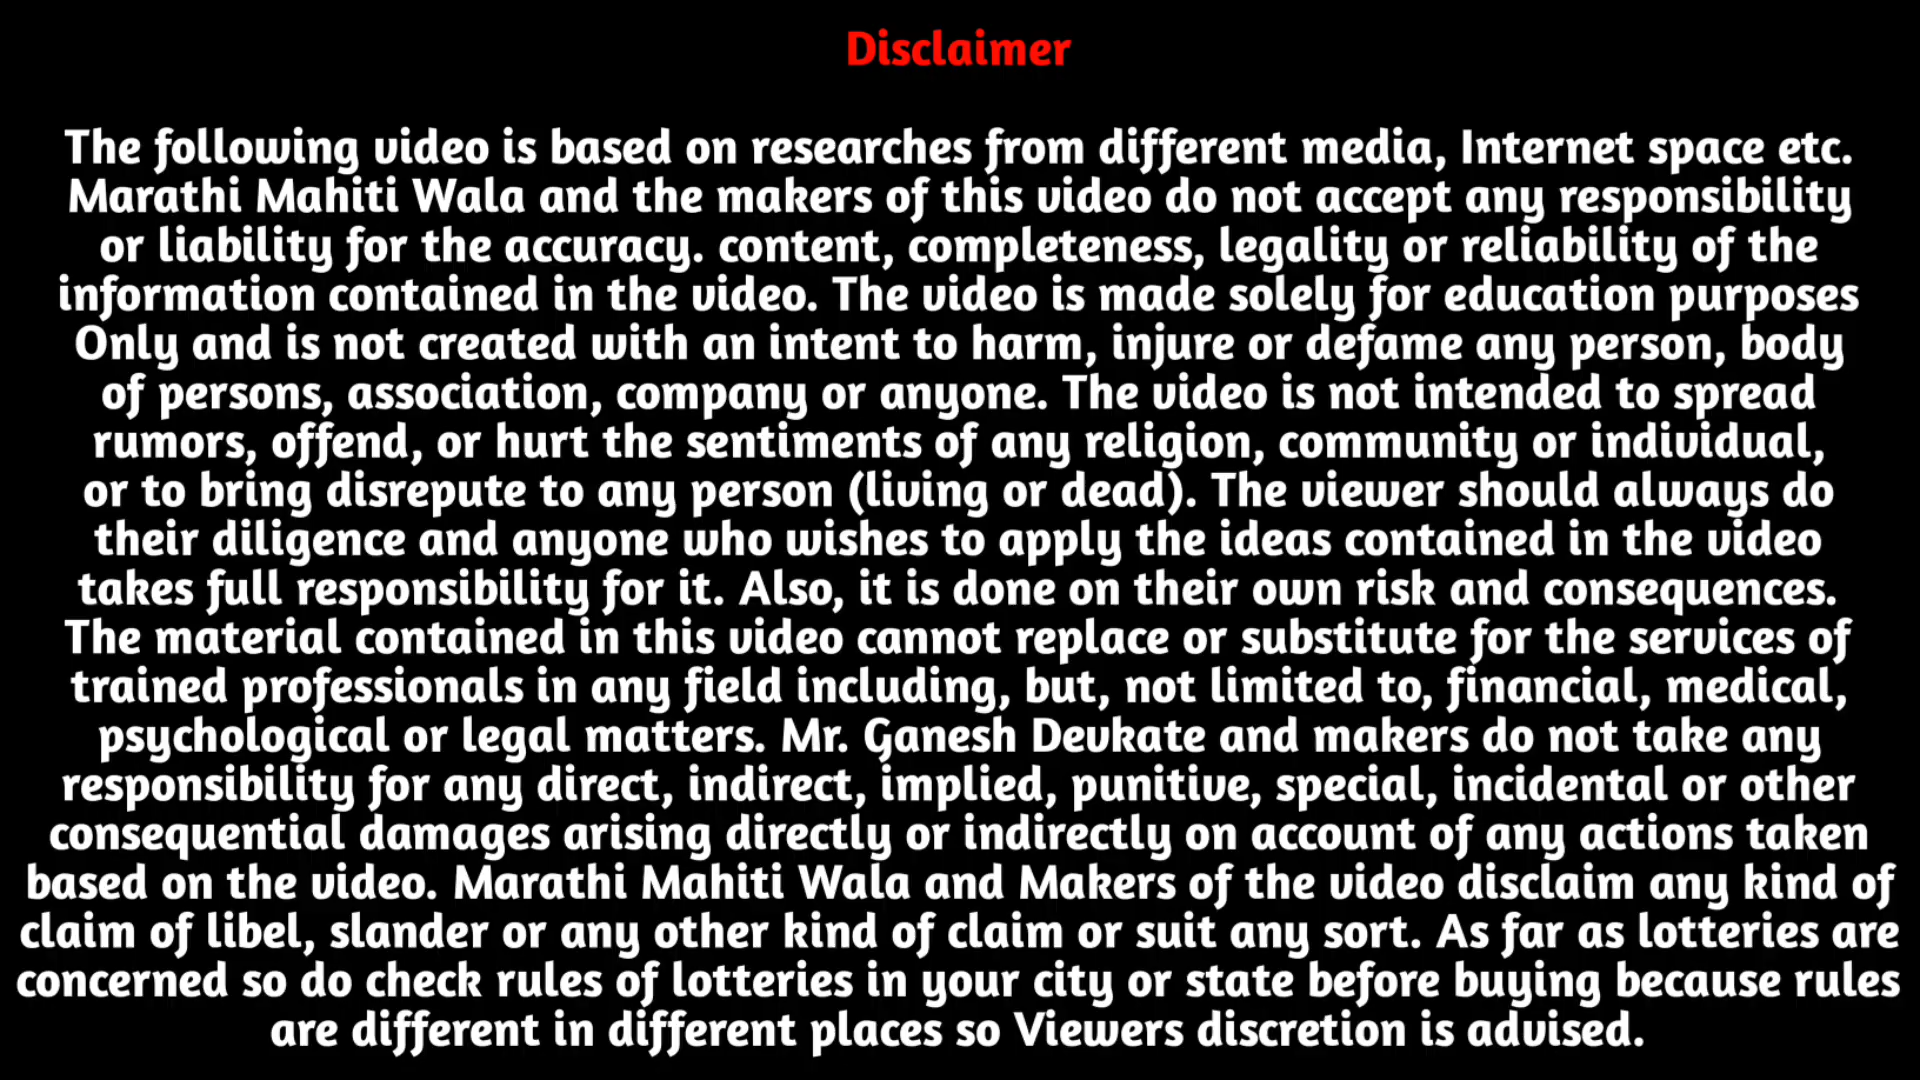 Disclaimer
The following video is based on researches from different media, Internet space etc.
Marathi Mahiti Wala and the makers of this video do not accept any responsibility
or liability for the accuracy. content, completeness, legality or reliability of the
information contained in the video. The video is made solely for education purposes
Only and is not created with an intent to harm, injure or defame any person, body
of persons, association, company or anyone. The video is not intended to spread
rumors, offend, or hurt the sentiments of any religion, community or individual,
or to bring disrepute to any person (living or dead). The viewer should always do
their diligence and anyone who wishes to apply the ideas contained in the video
takes full responsibility for it. Also, it is done on their own risk and consequences.
The material contained in this video cannot replace or substitute for the services of
trained professionals in any field including, but, not limited to, financial, medical,
psychological or legal matters. Mr. Ganesh Devkate and makers do not take any
responsibility for any direct, indirect, implied, punitive, special, incidental or other
consequential damages arising directly or indirectly on account of any actions taken
based on the video. Marathi Mahiti Wala and Makers of the video disclaim any kind of
claim of libel, slander or any other kind of claim or suit any sort. As far as lotteries are
concerned so do check rules of lotteries in your city or state before buying because rules
are different in different places so Viewers discretion is advised.